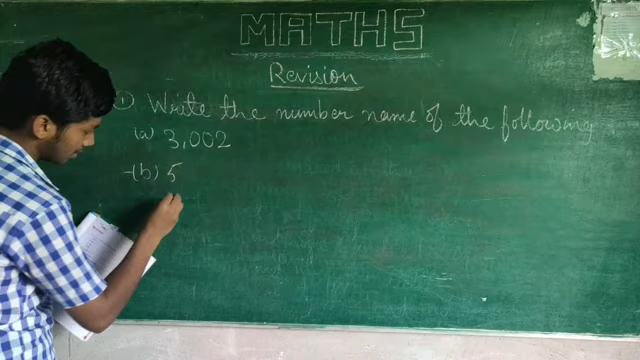 MATHS
Revision
① Write the number name of the following
(a) 3,002
(b) 5